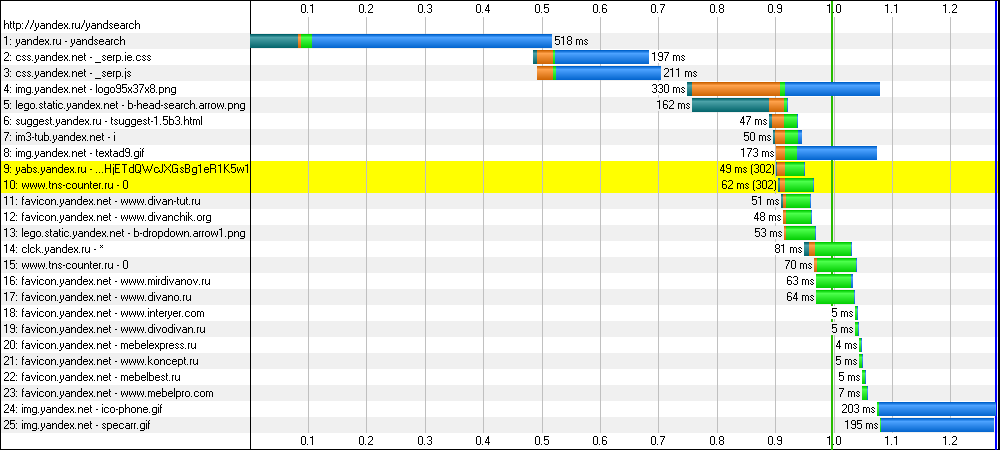 0.1 0.2 0.3 0.4 0.5 0.6 0.7 0.8 0.9 1.0 1.1 1.2
http://yandex.ru/yandsearch
1: yandex.ru - yandsearch 518 ms
2: css.yandex.net - _serp.ie.css 197 ms
3: css.yandex.net - _serp.js 211 ms
4: img.yandex.net - logo95x37x8.png 330 ms
5: lego.static.yandex.net - b-head-search.arrow.png 162 ms
6: suggest.yandex.ru - tsuggest-1.5b3.html 47 ms
7: im3-tub.yandex.net - i 50 ms
8: img.yandex.net - textad9.gif 173 ms
9: yabs.yandex.ru - ...HjETdQWcJXGsBg1eR1K5w1 49 ms (302)
10: www.tns-counter.ru - 0 62 ms (302)
11: favicon.yandex.net - www.divan-tut.ru 51 ms
12: favicon.yandex.net - www.divanchik.org 48 ms
13: lego.static.yandex.net - b-dropdown.arrow1.png 53 ms
14: clck.yandex.ru - * 81 ms
15: www.tns-counter.ru - 0 70 ms
16: favicon.yandex.net - www.mirdivanov.ru 63 ms
17: favicon.yandex.net - www.divano.ru 64 ms
18: favicon.yandex.net - www.interyer.com 5 ms
19: favicon.yandex.net - www.divodivan.ru 5 ms
20: favicon.yandex.net - mebelexpress.ru 4 ms
21: favicon.yandex.net - www.koncept.ru 5 ms
22: favicon.yandex.net - mebelbest.ru 5 ms
23: favicon.yandex.net - www.mebelpro.com 7 ms
24: img.yandex.net - ico-phone.gif 203 ms
25: img.yandex.net - specarr.gif 195 ms
0.1 0.2 0.3 0.4 0.5 0.6 0.7 0.8 0.9 1.0 1.1 1.2